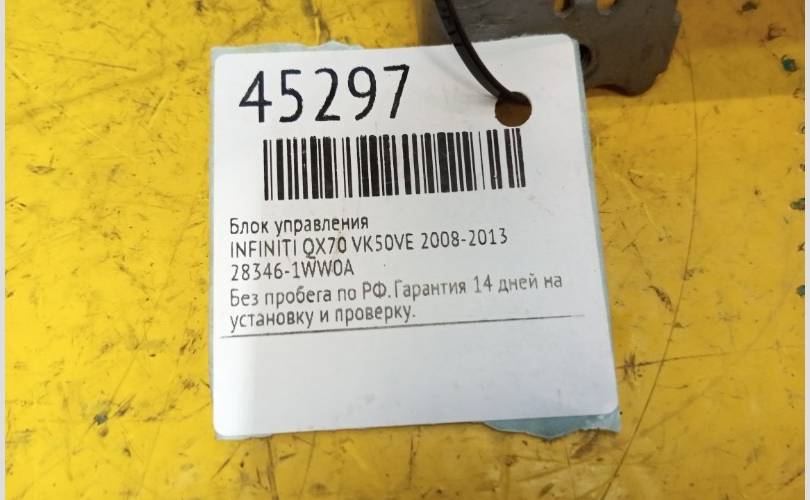 45297
Блок управления
INFINITI QX70 VK50VE 2008-2013
28346-1WW0A
Без пробега по РФ. Гарантия 14 дней на
установку и проверку.